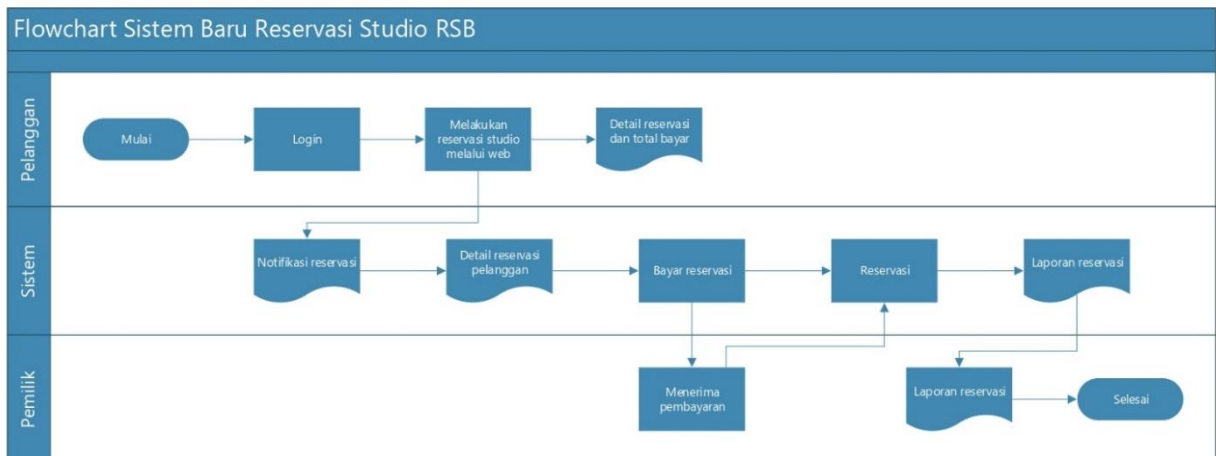 Flowchart Sistem Baru Reservasi Studio RSB
Pelanggan
Mulai
Login
Melakukan
reservasi studio
melalui web
Detail reservasi
dan total bayar
Sistem
Notifikasi reservasi
Detail reservasi
pelanggan
Bayar reservasi
Reservasi
Laporan reservasi
Pemilik
Menerima
pembayaran
Laporan reservasi
Selesai